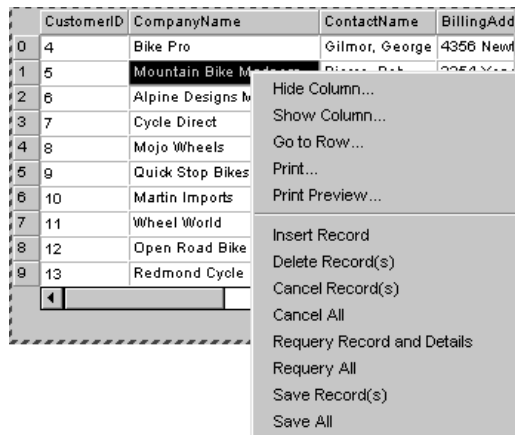 CustomerID CompanyName ContactName
0 4 Bike Pro Gilmor, George 4356
1 5 Mountain Bike
2 6 Alpine Designs
3 7 Cycle Direct
4 8 Mojo Wheels
5 9 Quick Stop Bikes
6 10 Martin Imports
7 11 Wheel World
8 12 Open Road Bike
9 13 Redmond Cycle
Hide Column...
Show Column...
Go to Row...
Print...
Print Preview...
Insert Record
Delete Record(s)
Cancel Record(s)
Cancel All
Requery Record and Details
Requery All
Save Record(s)
Save All